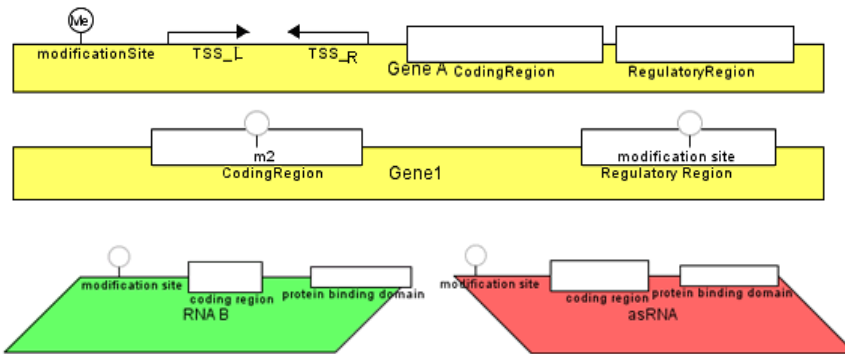 Me
modificationSite
TSS_L
TSS_R
Gene A
CodingRegion
RegulatoryRegion
m2
CodingRegion
Gene1
modification site
Regulatory Region
modification site
coding region
protein binding domain
RNA B
modification site
coding region
protein binding domain
asRNA